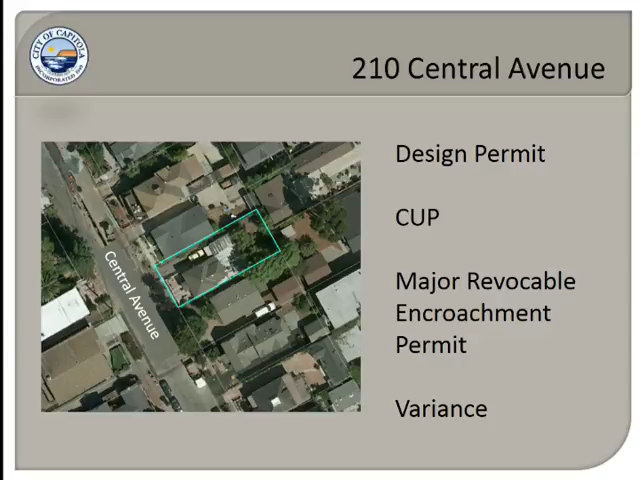 CITY OF CAPITOLA
INCORPORATED 1949
210 Central Avenue
Design Permit
CUP
Major Revocable
Encroachment
Permit
Variance
Central Avenue